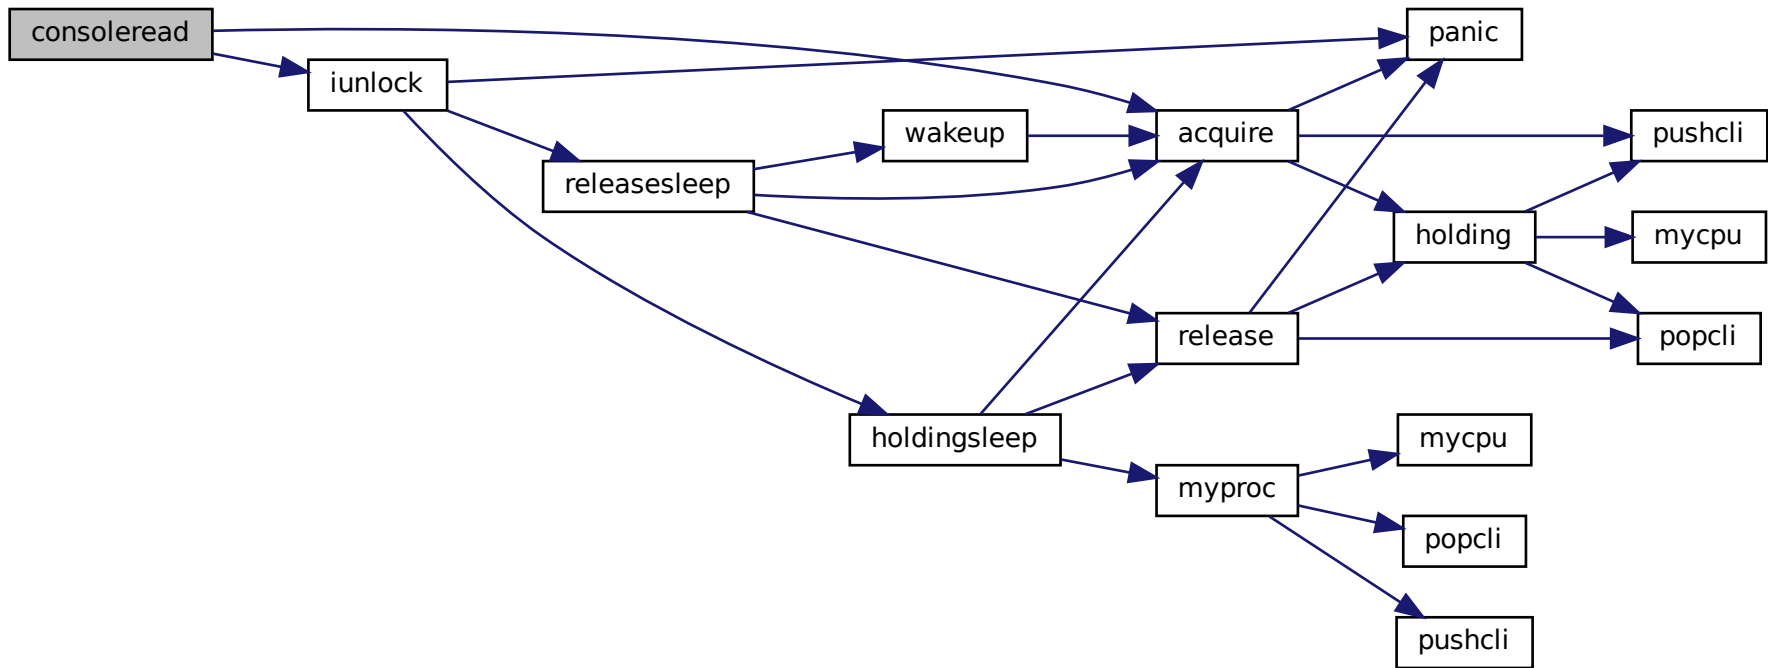 consoleread
panic
iunlock
wakeup
acquire
pushcli
releasesleep
holding
mycpu
release
popcli
holdingsleep
mycpu
myproc
popcli
pushcli